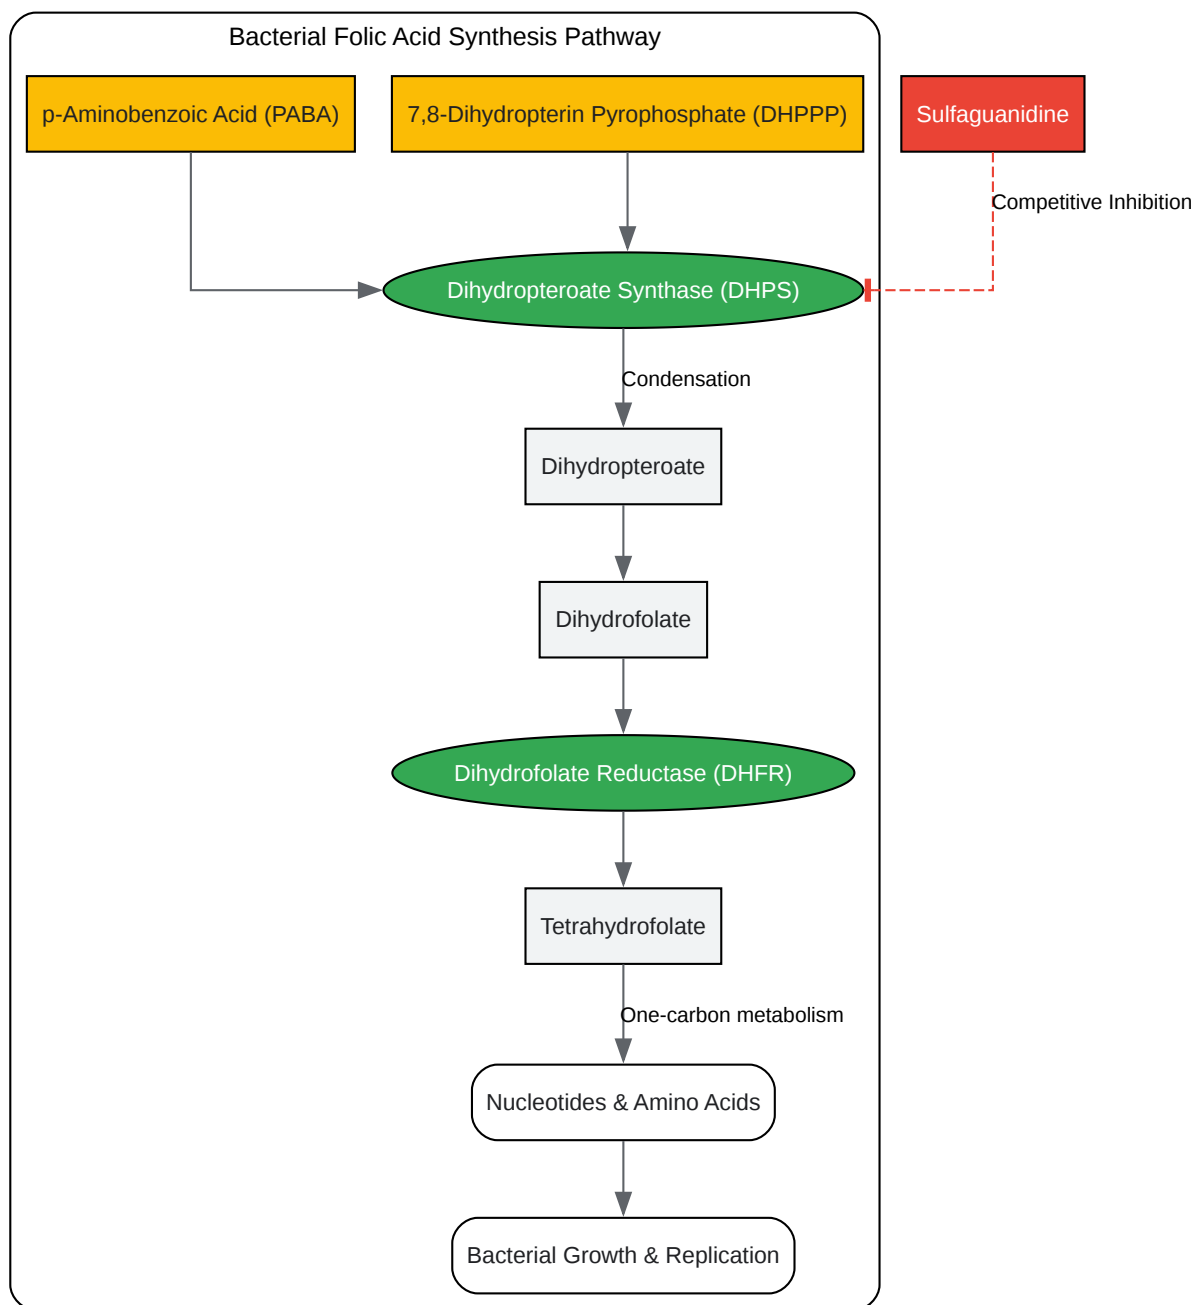 Bacterial Folic Acid Synthesis Pathway
p-Aminobenzoic Acid (PABA)
7,8-Dihydropterin Pyrophosphate (DHPPP)
Sulfaguanidine
Competitive Inhibition
Dihydropteroate Synthase (DHPS)
Condensation
Dihydropteroate
Dihydrofolate
Dihydrofolate Reductase (DHFR)
Tetrahydrofolate
One-carbon metabolism
Nucleotides & Amino Acids
Bacterial Growth & Replication